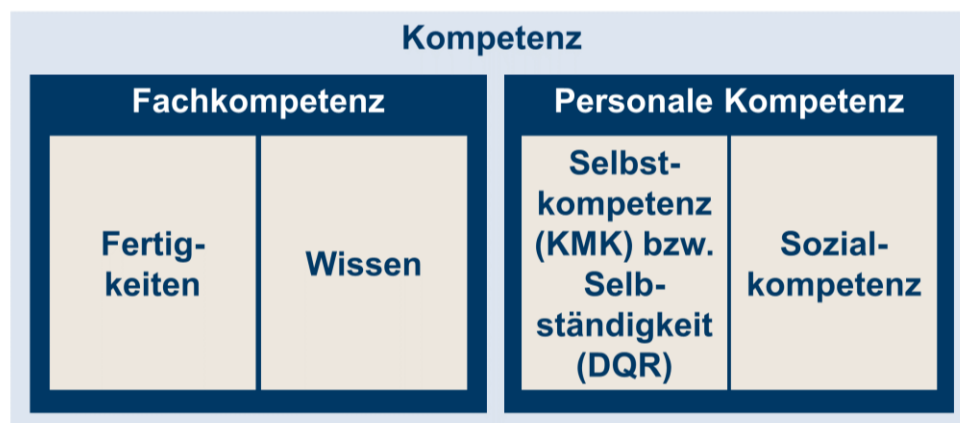 Kompetenz
Fachkompetenz
Fertig-
keiten
Wissen
Personale Kompetenz
Selbst-
kompetenz
(KMK) bzw.
Selb-
ständigkeit
(DQR)
Sozial-
kompetenz